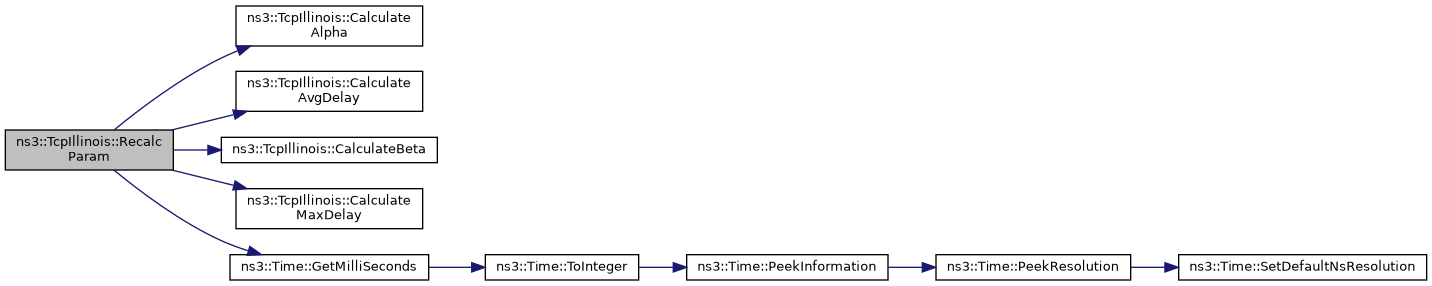 ns3::TcpIllinois::Calculate
Alpha
ns3::TcpIllinois::Calculate
AvgDelay
ns3::TcpIllinois::Recalc
Param
ns3::TcpIllinois::CalculateBeta
ns3::TcpIllinois::Calculate
MaxDelay
ns3::Time::GetMilliSeconds
ns3::Time::ToInteger
ns3::Time::PeekInformation
ns3::Time::PeekResolution
ns3::Time::SetDefaultNsResolution